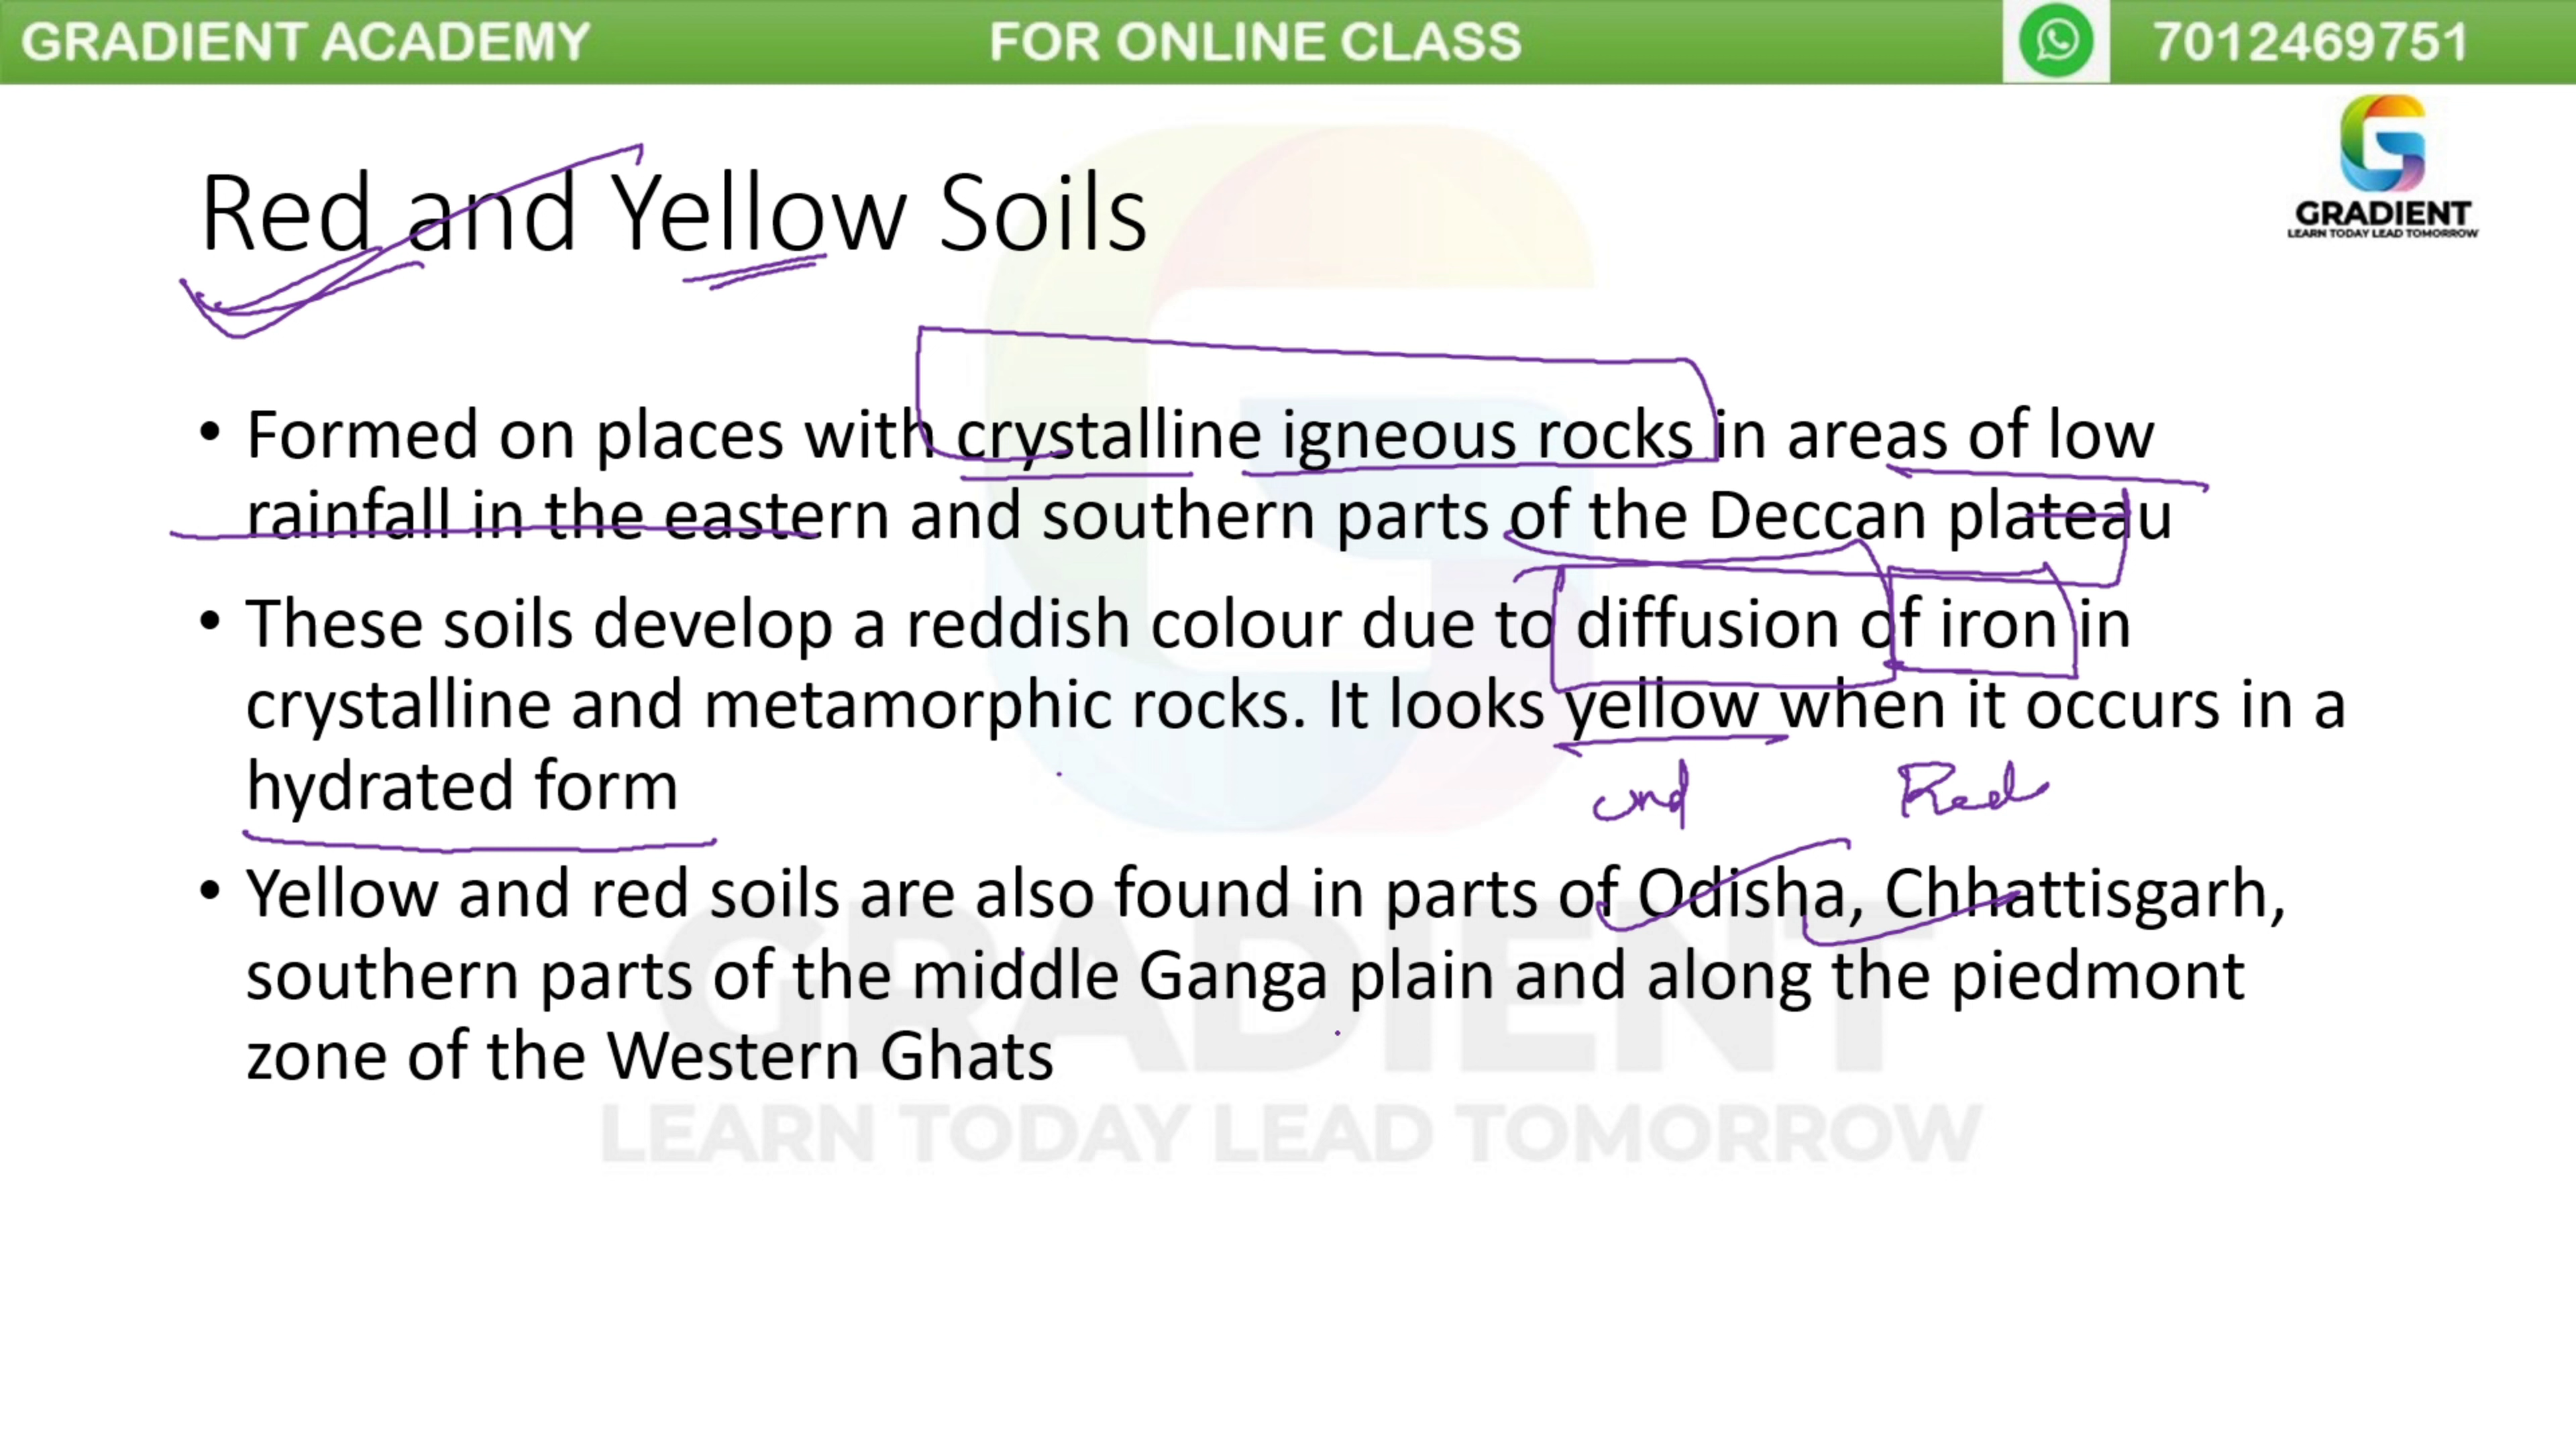 GRADIENT ACADEMY FOR ONLINE CLASS 7012469751
GRADIENT
LEARN TODAY LEAD TOMORROW
Red and Yellow Soils
• Formed on places with crystalline igneous rocks in areas of low
rainfall in the eastern and southern parts of the Deccan plateau
• These soils develop a reddish colour due to diffusion of iron in
crystalline and metamorphic rocks. It looks yellow when it occurs in a
hydrated form
and Red
• Yellow and red soils are also found in parts of Odisha, Chhattisgarh,
southern parts of the middle Ganga plain and along the piedmont
zone of the Western Ghats
GRADIENT
LEARN TODAY LEAD TOMORROW